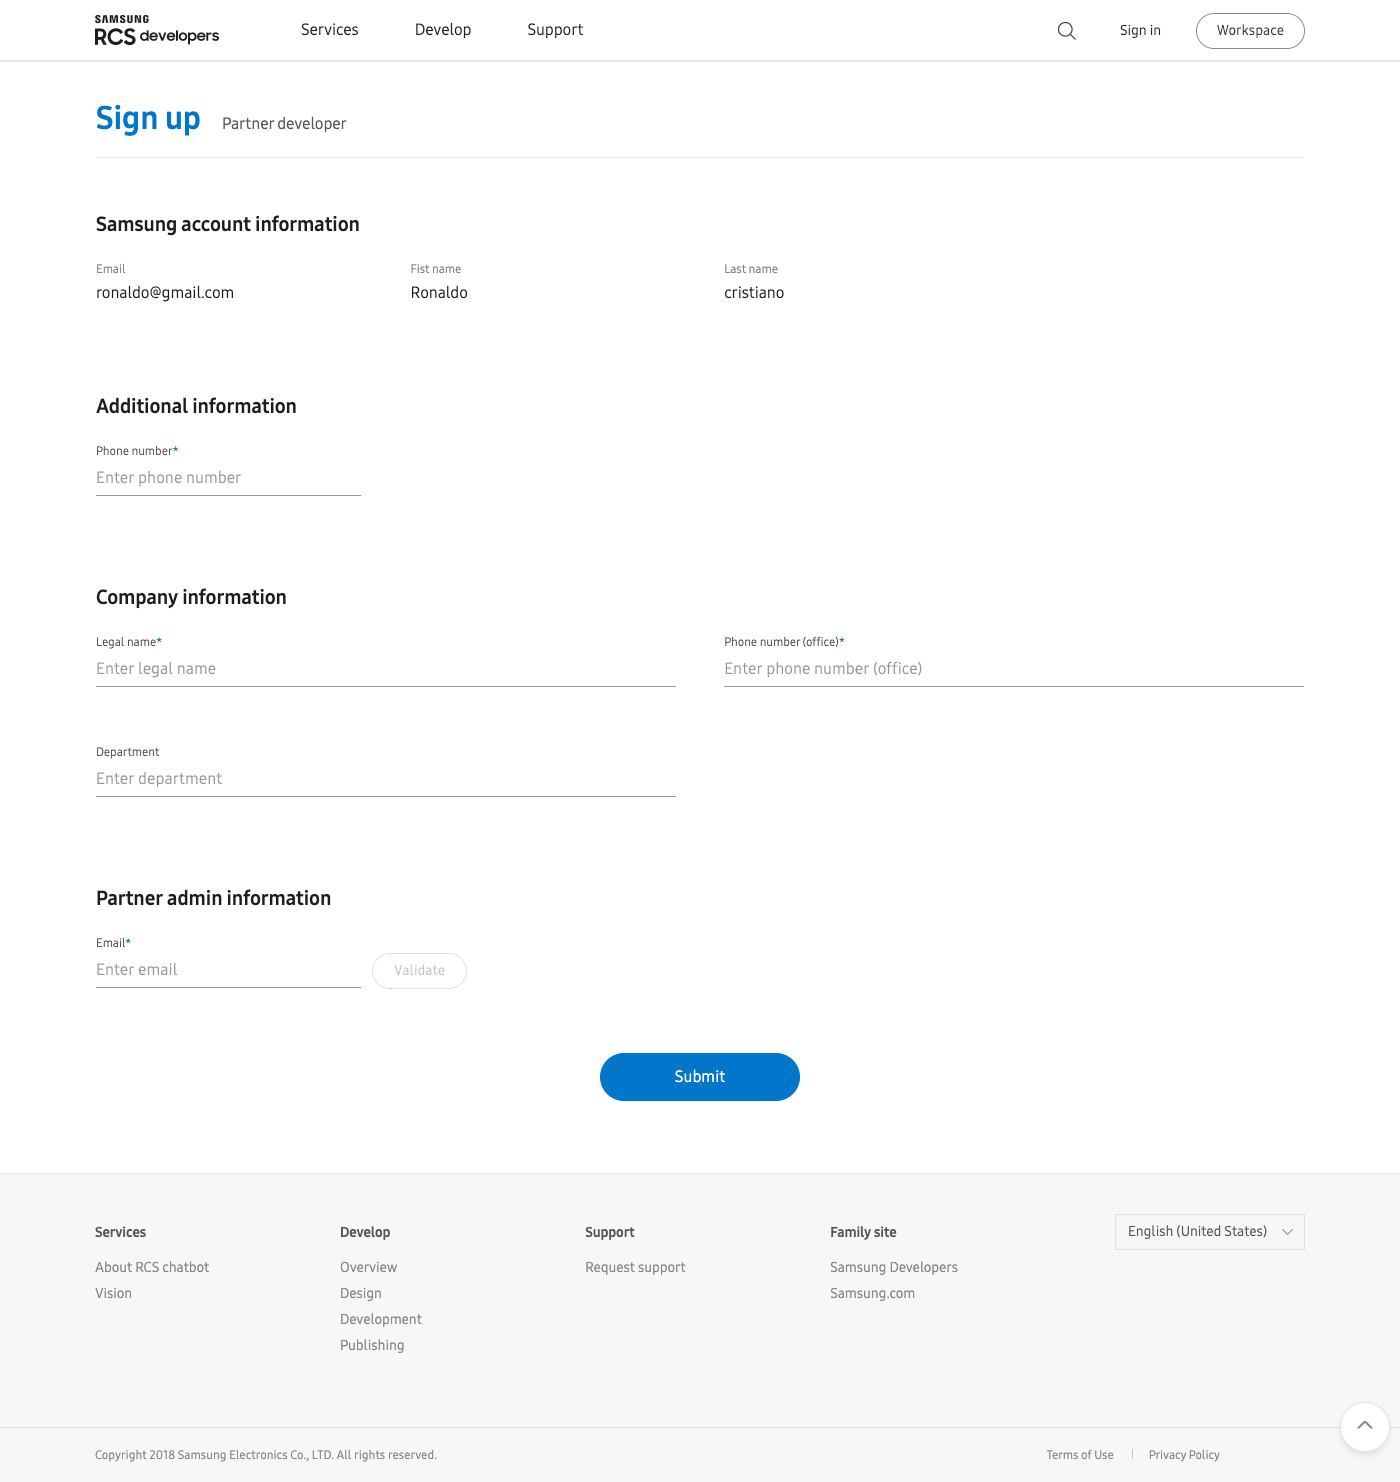 SAMSUNG
RCS developers
Services Develop Support
Sign in
Workspace
Sign up Partner developer
Samsung account information
Email Fist name Last name
ronaldo@gmail.com Ronaldo cristiano
Additional information
Phone number*
Enter phone number
Company information
Legal name* Phone number (office)*
Enter legal name Enter phone number (office)
Department
Enter department
Partner admin information
Email*
Enter email Validate
Submit
Services Develop Support Family site English (United States)
About RCS chatbot Overview Request support Samsung Developers
Vision Design Samsung.com
Development
Publishing
Copyright 2018 Samsung Electronics Co., LTD. All rights reserved. Terms of Use Privacy Policy